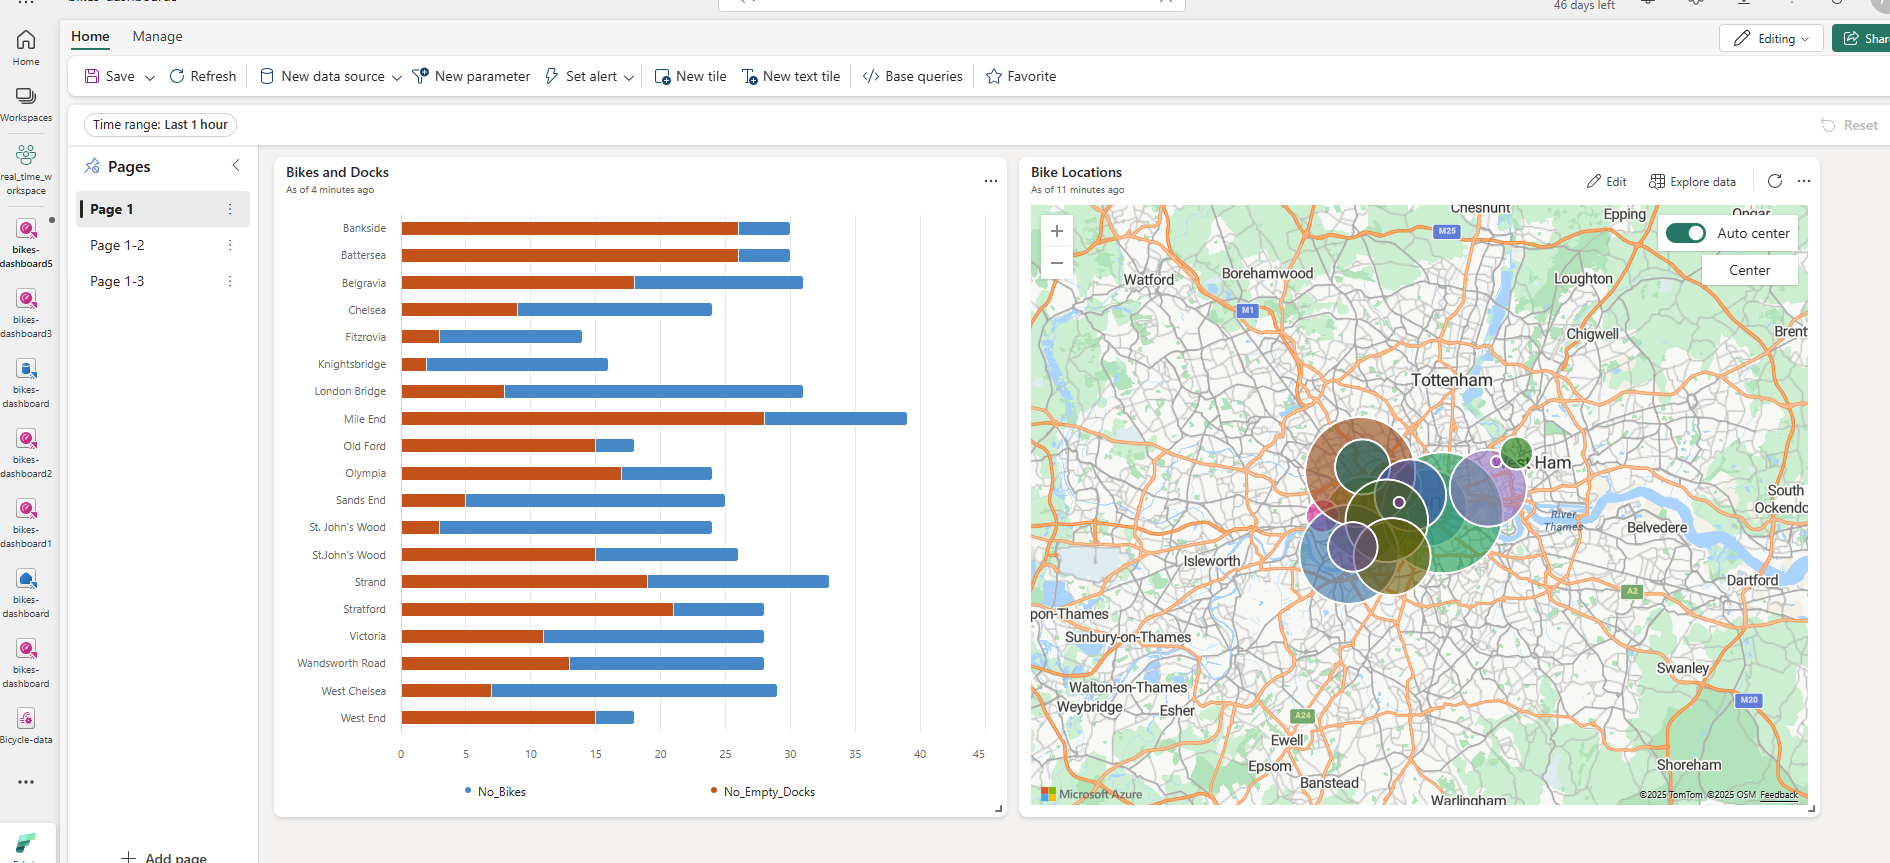 46 days left
Home
Manage
Editing
Home
Save
Refresh
New data source
New parameter
Set alert
New tile
New text tile
Base queries
Favorite
Workspaces
Time range: Last 1 hour
Reset
real_time_w
orkspace
Pages
Page 1
Page 1-2
Page 1-3
Add page
bikes-
dashboard5
bikes-
dashboard3
bikes-
dashboard
bikes-
dashboard2
bikes-
dashboard1
bikes-
dashboard
bikes-
dashboard
Bicycle-data
Bikes and Docks
As of 4 minutes ago
Bankside
Battersea
Belgravia
Chelsea
Fitzrovia
Knightsbridge
London Bridge
Mile End
Old Ford
Olympia
Sands End
St. John's Wood
St.John's Wood
Strand
Stratford
Victoria
Wandsworth Road
West Chelsea
West End
0 5 10 15 20 25 30 35 40 45
No_Bikes
No_Empty_Docks
Bike Locations
As of 11 minutes ago
Edit
Explore data
Auto center
Center
Cheshunt
Epping
Ongar
M25
Watford
Borehamwood
Loughton
M1
Chigwell
Brent
Tottenham
West Ham
South
Ockendo
River
Thames
Belvedere
Isleworth
Dartford
A2
pon-Thames
Sunbury-on-Thames
Swanley
Walton-on-Thames
M20
Weybridge
Esher
A24
Ewell
Epsom
Shoreham
Banstead
Microsoft Azure
Warlingham
©2025 TomTom ©2025 OSM Feedback